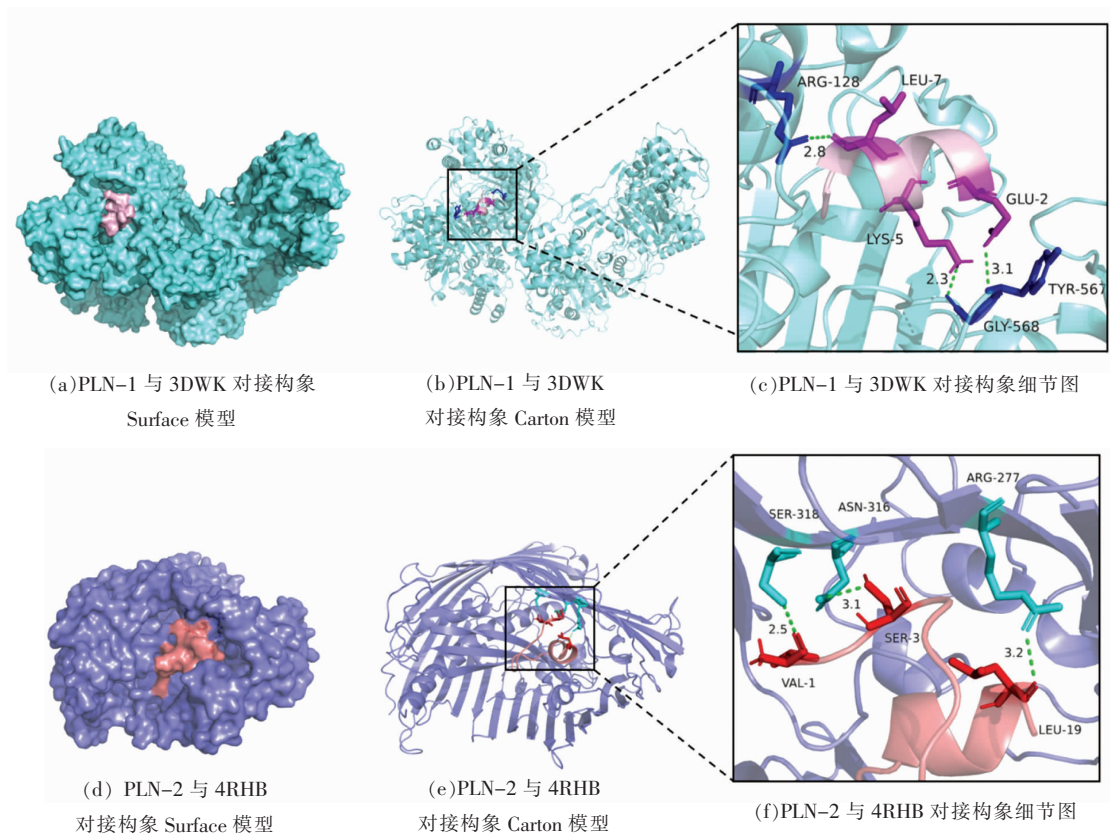 ARG-128
LEU-7
2.8
GLU-2
LYS-5
2.3
3.1
TYR-567
GLY-568
(a)PLN-1 与 3DWK 对接构象
Surface 模型
(b)PLN-1 与 3DWK
对接构象 Carton 模型
(c)PLN-1 与 3DWK 对接构象细节图
ARG-277
SER-318
ASN-316
3.1
2.5
SER-3
3.2
VAL-1
LEU-19
(d) PLN-2 与 4RHB
对接构象 Surface 模型
(e)PLN-2 与 4RHB
对接构象 Carton 模型
(f)PLN-2 与 4RHB 对接构象细节图